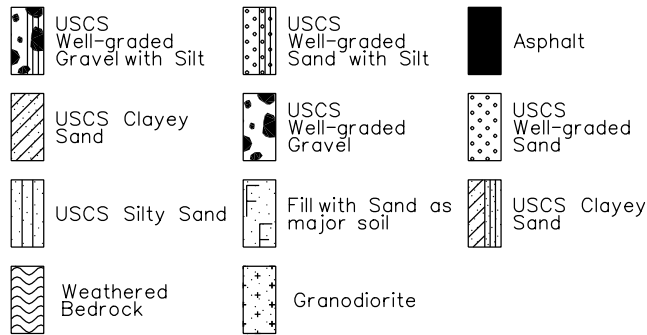 USCS
Well-graded
Gravel with Silt
USCS
Well-graded
Sand with Silt
Asphalt
USCS Clayey
Sand
USCS
Well-graded
Gravel
USCS
Well-graded
Sand
USCS Silty Sand
F
F
Fill with Sand as
major soil
USCS Clayey
Sand
Weathered
Bedrock
Granodiorite